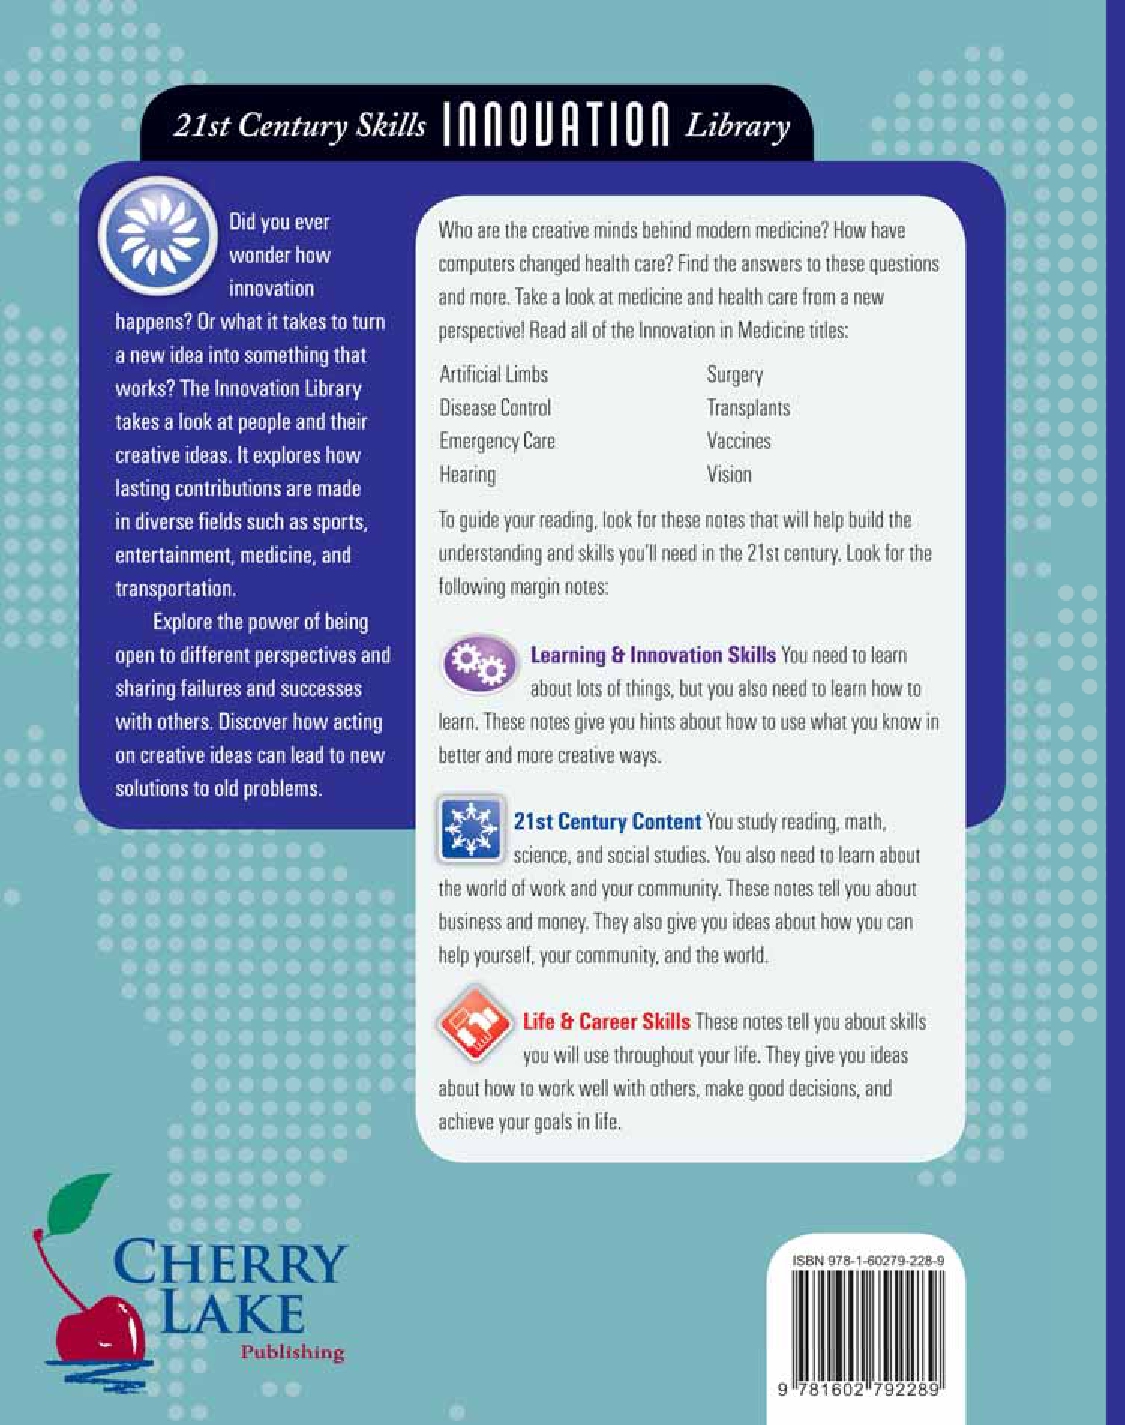 21st Century Skills INNOVATION Library
Did you ever
wonder how
innovation
happens? Or what it takes to turn
a new idea into something that
works? The Innovation Library
takes a look at people and their
creative ideas. It explores how
lasting contributions are made
in diverse fields such as sports,
entertainment, medicine, and
transportation.
Explore the power of being
open to different perspectives and
sharing failures and successes
with others. Discover how acting
on creative ideas can lead to new
solutions to old problems.
Who are the creative minds behind modern medicine? How have
computers changed health care? Find the answers to these questions
and more. Take a look at medicine and health care from a new
perspective! Read all of the Innovation in Medicine titles:
Artificial Limbs
Disease Control
Emergency Care
Hearing
Surgery
Transplants
Vaccines
Vision
To guide your reading, look for these notes that will help build the
understanding and skills you'll need in the 21st century. Look for the
following margin notes:
Learning & Innovation Skills You need to learn
about lots of things, but you also need to learn how to
learn. These notes give you hints about how to use what you know in
better and more creative ways.
21st Century Content You study reading, math,
science, and social studies. You also need to learn about
the world of work and your community. These notes tell you about
business and money. They also give you ideas about how you can
help yourself, your community, and the world.
Life & Career Skills These notes tell you about skills
you will use throughout your life. They give you ideas
about how to work well with others, make good decisions, and
achieve your goals in life.
CHERRY
LAKE
Publishing
ISBN 978-1-60279-228-9
9 781602 792289